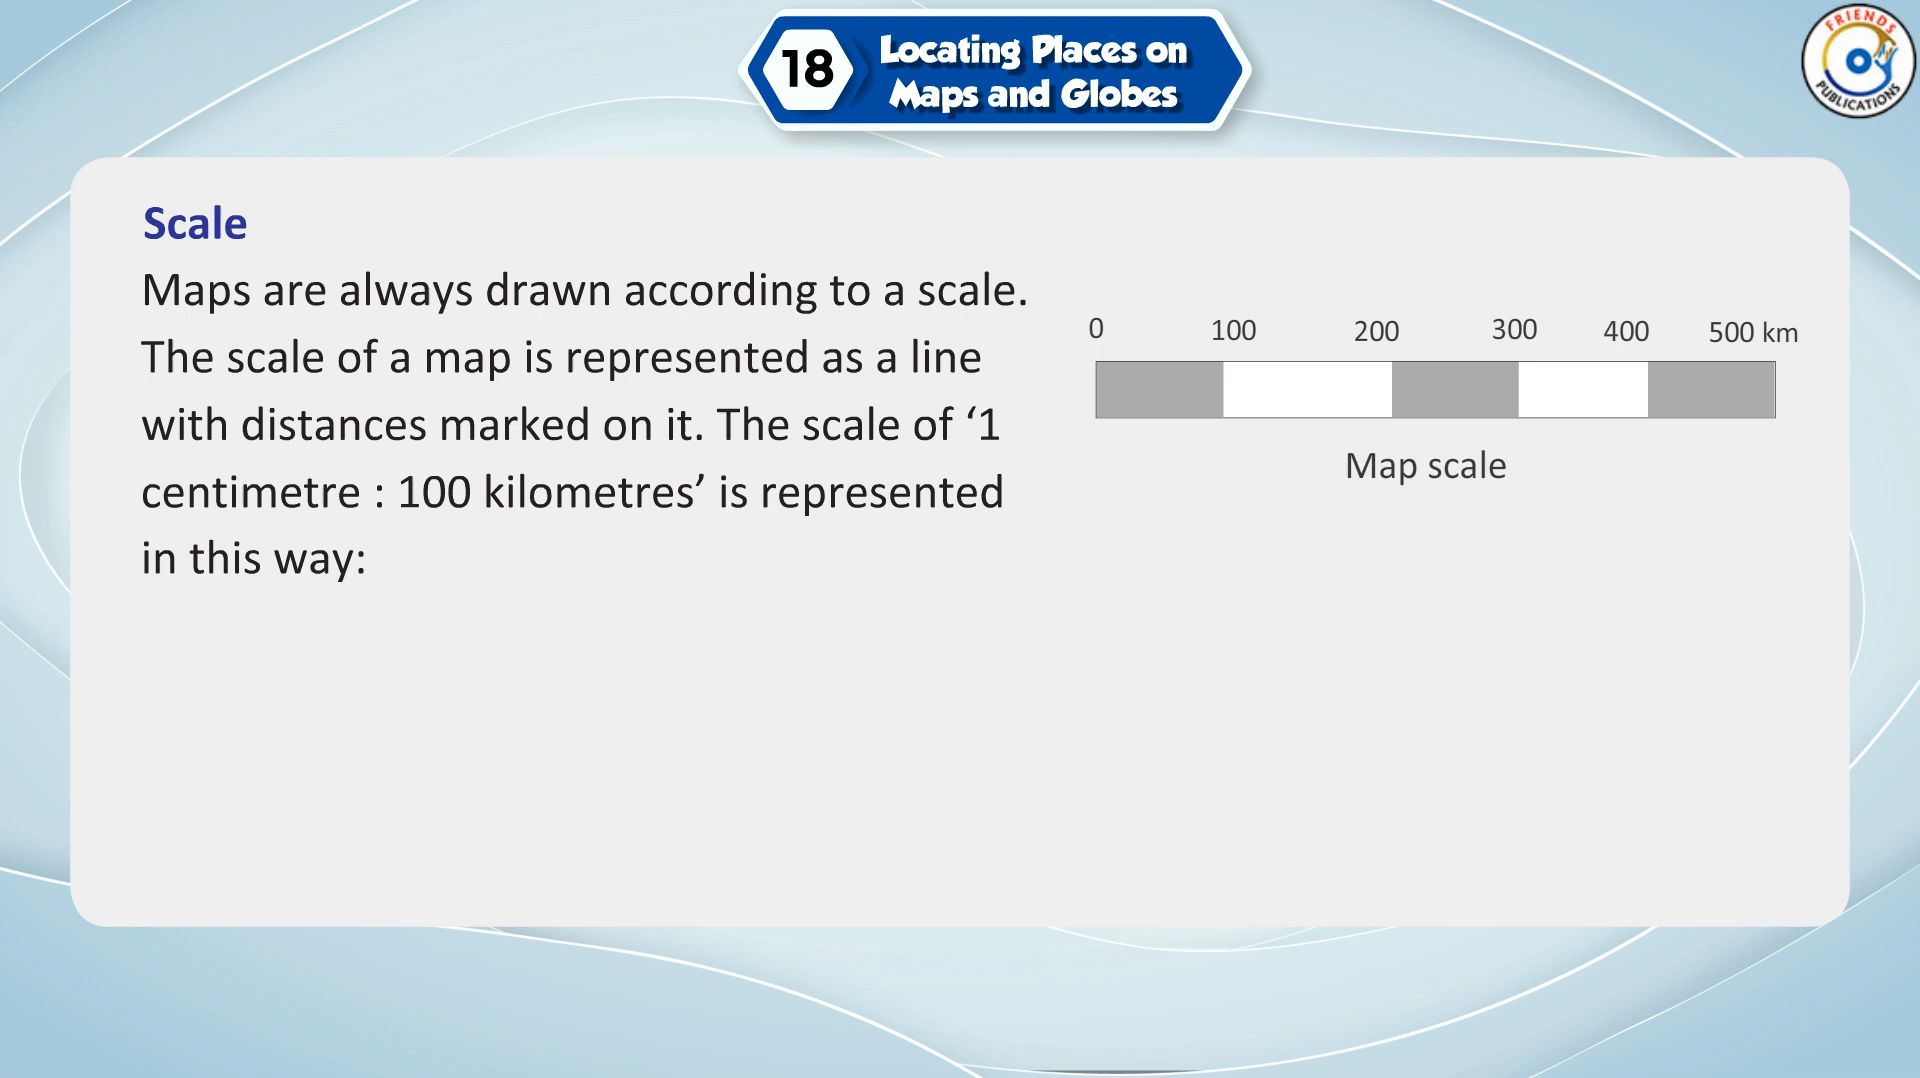 18
Locating Places on
Maps and Globes
FRIENDS
PUBLICATIONS
Scale
Maps are always drawn according to a scale.
The scale of a map is represented as a line
with distances marked on it. The scale of ‘1
centimetre : 100 kilometres’ is represented
in this way:
0 100 200 300 400 500 km
Map scale